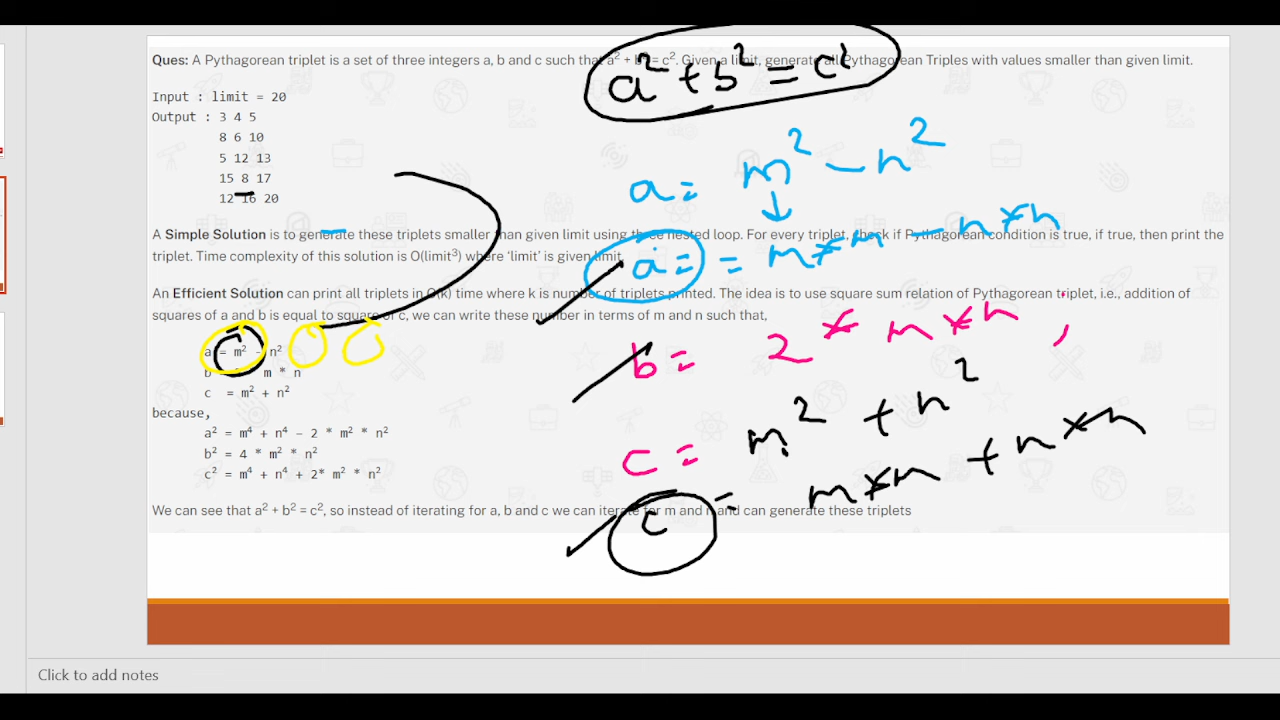 Ques: A Pythagorean triplet is a set of three integers a, b and c such that a² + b² = c². Given a limit, generate all Pythagorean Triples with values smaller than given limit.
a² + b² = c²
Input : limit = 20
Output : 3 4 5
8 6 10
5 12 13
15 8 17
12 16 20
a = m² - n²
A Simple Solution is to generate these triplets smaller than given limit using three nested loop. For every triplet, check if Pythagorean condition is true, if true, then print the
triplet. Time complexity of this solution is O(limit³) where 'limit' is given limit.
a = = m*m - n*n
An Efficient Solution can print all triplets in O(k) time where k is number of triplets printed. The idea is to use square sum relation of Pythagorean triplet, i.e., addition of
squares of a and b is equal to square of c, we can write these number in terms of m and n such that,
b = 2 * m * n ;
a = m² - n²
b = m * n
c = m² + n²
because,
c = m² + n²
a² = m⁴ + n⁴ - 2 * m² * n²
b² = 4 * m² * n²
c² = m⁴ + n⁴ + 2* m² * n²
c = m*m + n*n
We can see that a² + b² = c², so instead of iterating for a, b and c we can iterate for m and n and can generate these triplets
Click to add notes